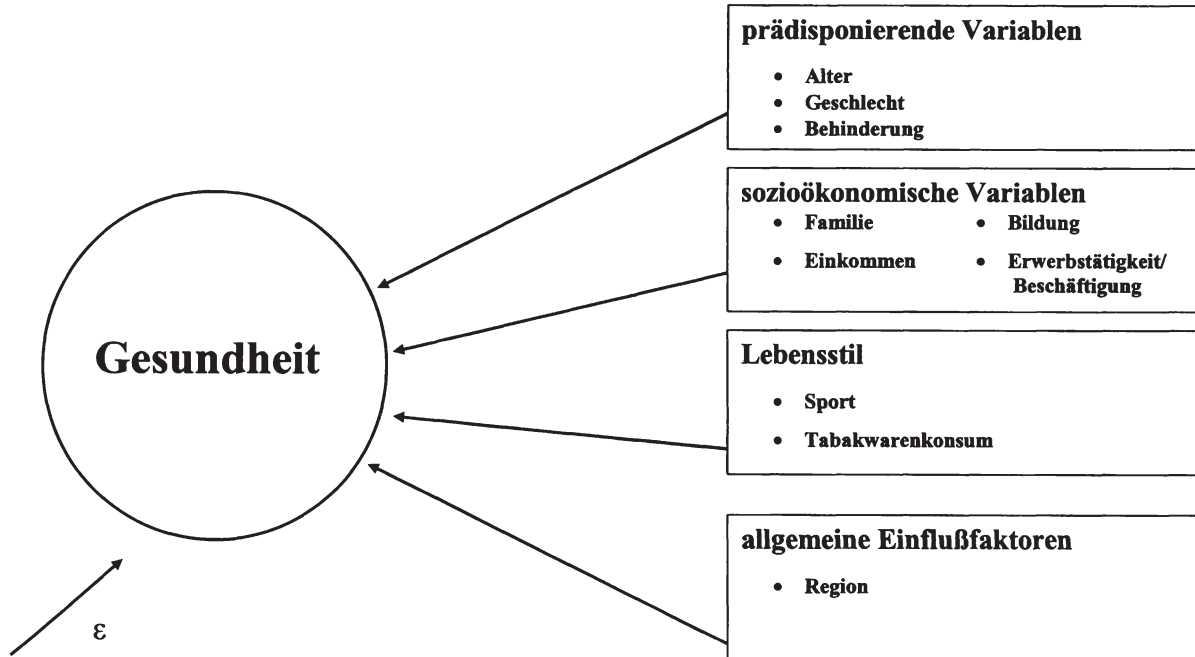 prädisponierende Variablen
• Alter
• Geschlecht
• Behinderung
sozioökonomische Variablen
• Familie • Bildung
• Einkommen • Erwerbstätigkeit/
Beschäftigung
Gesundheit
Lebensstil
• Sport
• Tabakwarenkonsum
allgemeine Einflußfaktoren
• Region
ε